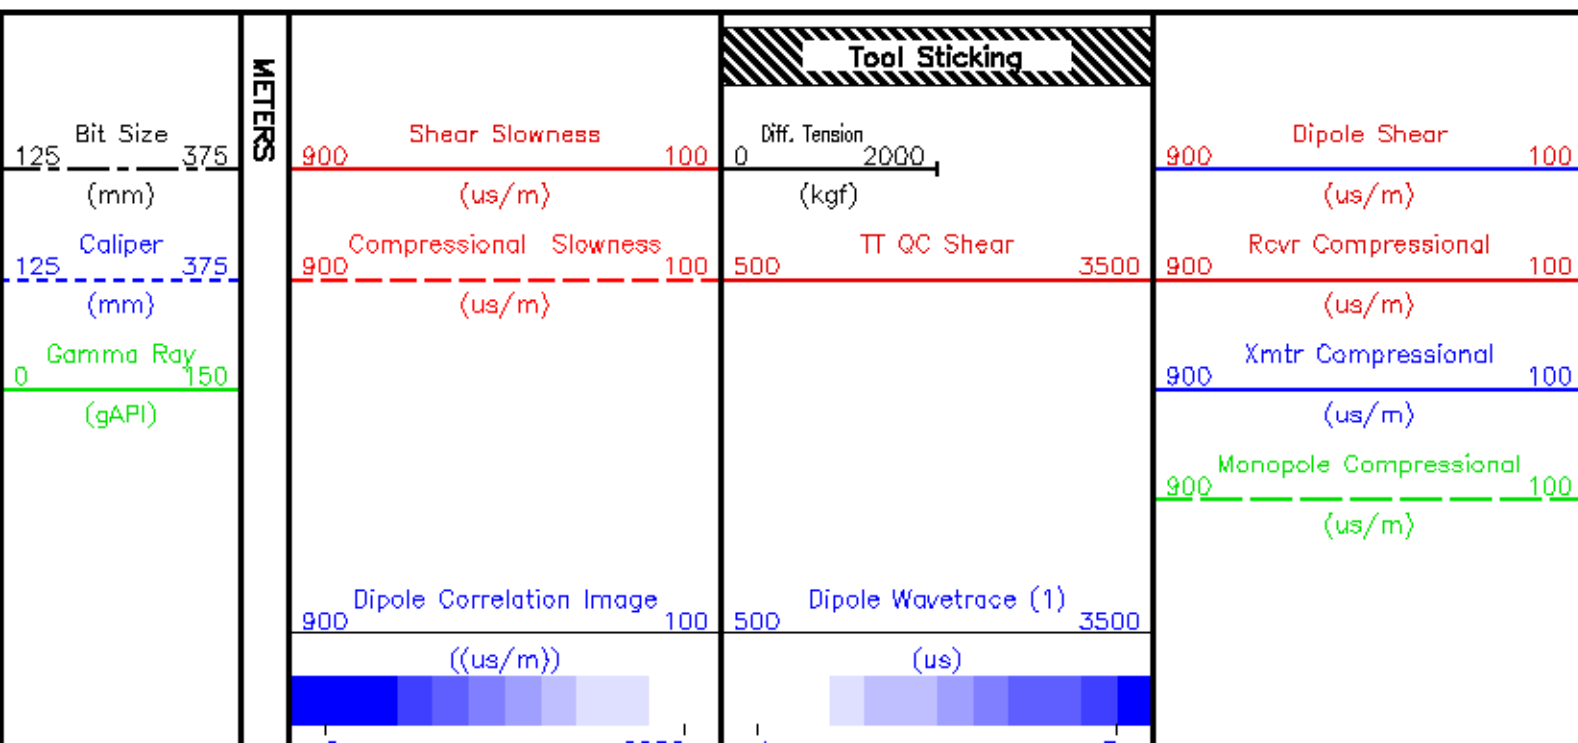 Bit Size
125 375
(mm)
Caliper
125 375
(mm)
Gamma Ray
0 150
(gAPI)
METERS
Shear Slowness
900 100
(us/m)
Compressional Slowness
900 100
(us/m)
Dipole Correlation Image
900 100
((us/m))
Tool Sticking
Diff. Tension
0 2000
(kgf)
TT QC Shear
500 3500
Dipole Wavetrace (1)
500 3500
(us)
Dipole Shear
900 100
(us/m)
Rcvr Compressional
900 100
(us/m)
Xmtr Compressional
900 100
(us/m)
Monopole Compressional
900 100
(us/m)